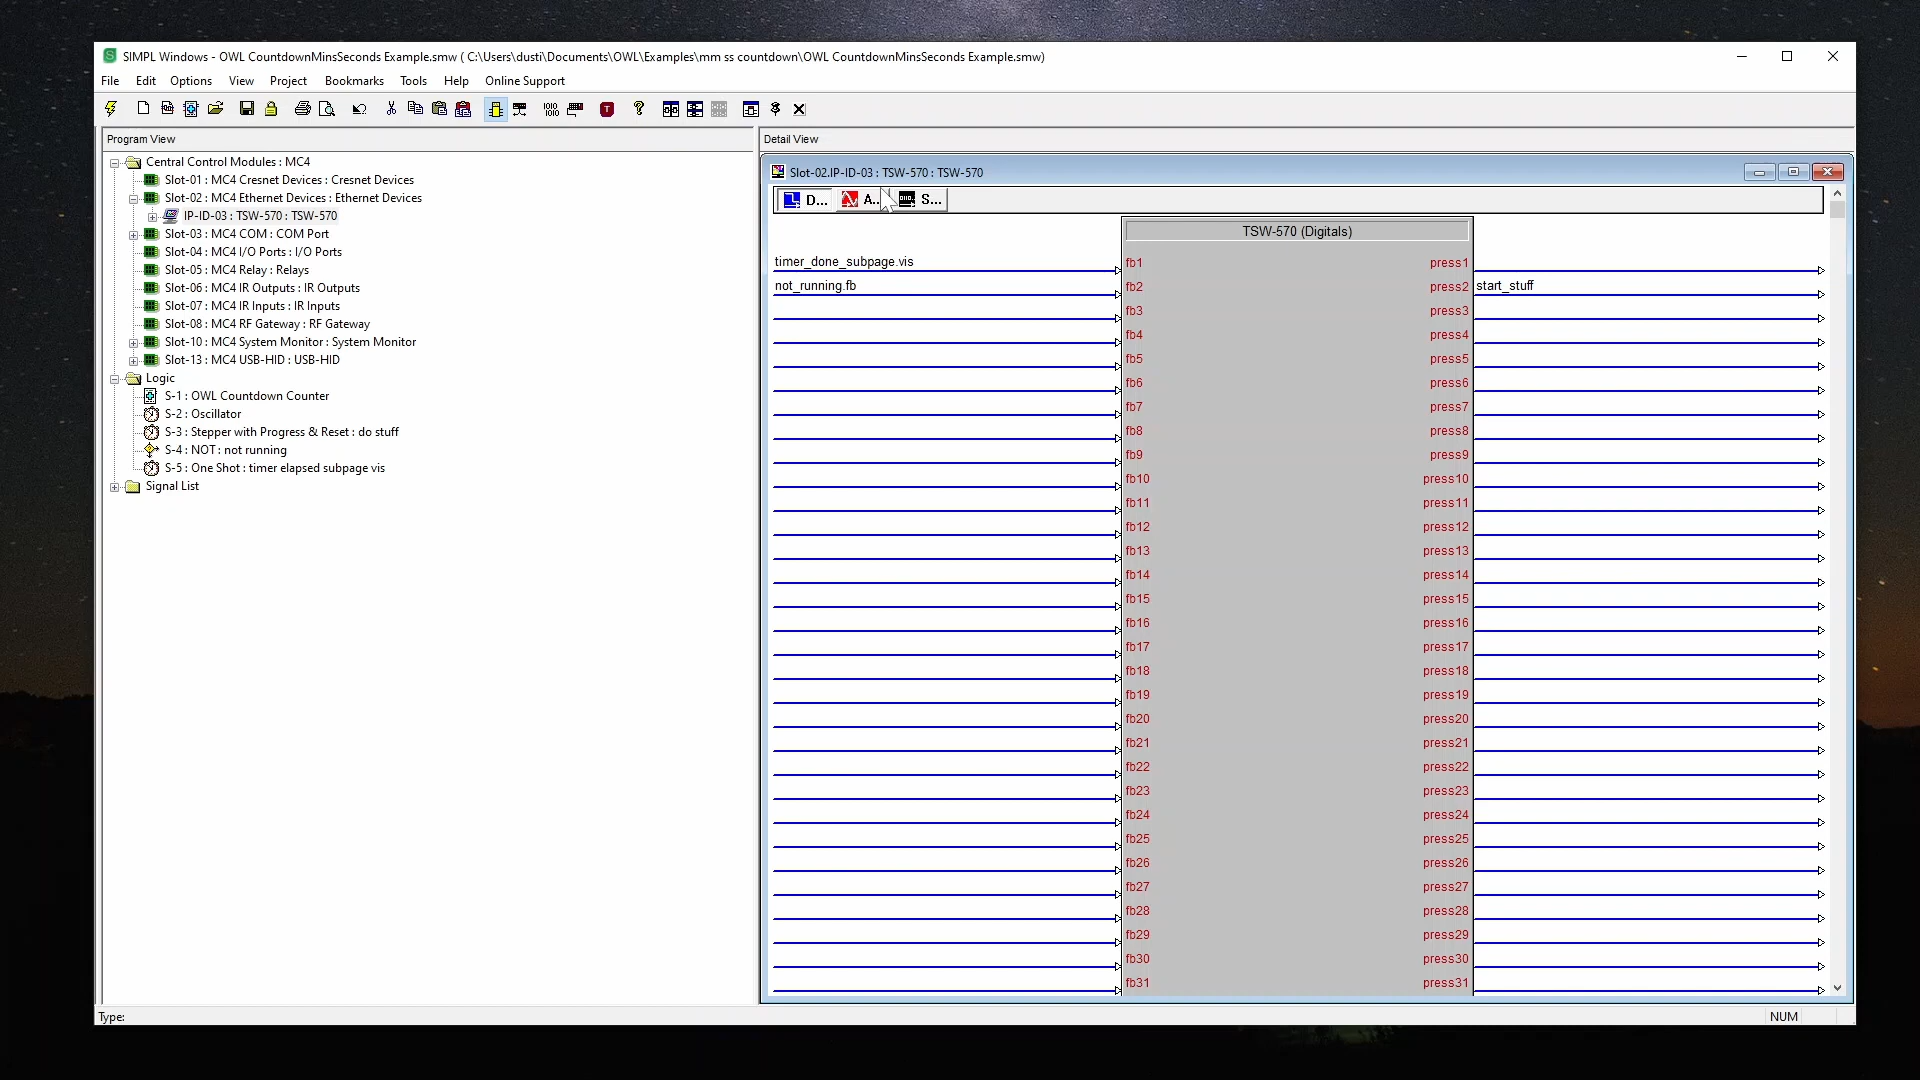 SIMPL Windows - OWL CountdownMinsSeconds Example.smw ( C:\Users\dusti\Documents\OWL\Examples\mm ss countdown\OWL CountdownMinsSeconds Example.smw)
File Edit Options View Project Bookmarks Tools Help Online Support
Program View
Central Control Modules : MC4
Slot-01 : MC4 Cresnet Devices : Cresnet Devices
Slot-02 : MC4 Ethernet Devices : Ethernet Devices
IP-ID-03 : TSW-570 : TSW-570
Slot-03 : MC4 COM : COM Port
Slot-04 : MC4 I/O Ports : I/O Ports
Slot-05 : MC4 Relay : Relays
Slot-06 : MC4 IR Outputs : IR Outputs
Slot-07 : MC4 IR Inputs : IR Inputs
Slot-08 : MC4 RF Gateway : RF Gateway
Slot-10 : MC4 System Monitor : System Monitor
Slot-13 : MC4 USB-HID : USB-HID
Logic
S-1 : OWL Countdown Counter
S-2 : Oscillator
S-3 : Stepper with Progress & Reset : do stuff
S-4 : NOT : not running
S-5 : One Shot : timer elapsed subpage vis
Signal List
Detail View
Slot-02.IP-ID-03 : TSW-570 : TSW-570
D... A... S...
TSW-570 (Digitals)
timer_done_subpage.vis fb1 press1
not_running.fb fb2 press2 start_stuff
fb3 press3
fb4 press4
fb5 press5
fb6 press6
fb7 press7
fb8 press8
fb9 press9
fb10 press10
fb11 press11
fb12 press12
fb13 press13
fb14 press14
fb15 press15
fb16 press16
fb17 press17
fb18 press18
fb19 press19
fb20 press20
fb21 press21
fb22 press22
fb23 press23
fb24 press24
fb25 press25
fb26 press26
fb27 press27
fb28 press28
fb29 press29
fb30 press30
fb31 press31
Type:
NUM